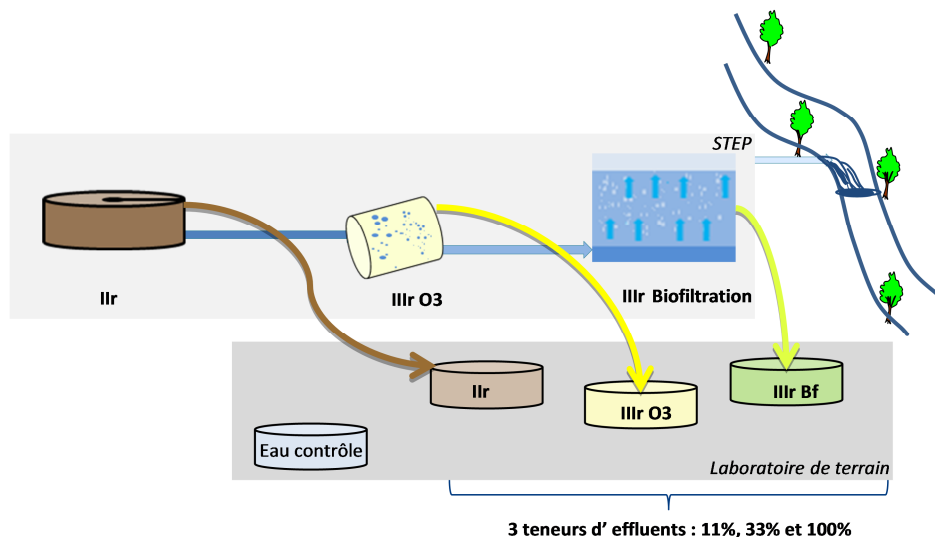 STEP
IIr
IIIr O3
IIIr Biofiltration
IIr
IIIr O3
IIIr Bf
Eau contrôle
Laboratoire de terrain
3 teneurs d’ effluents : 11%, 33% et 100%